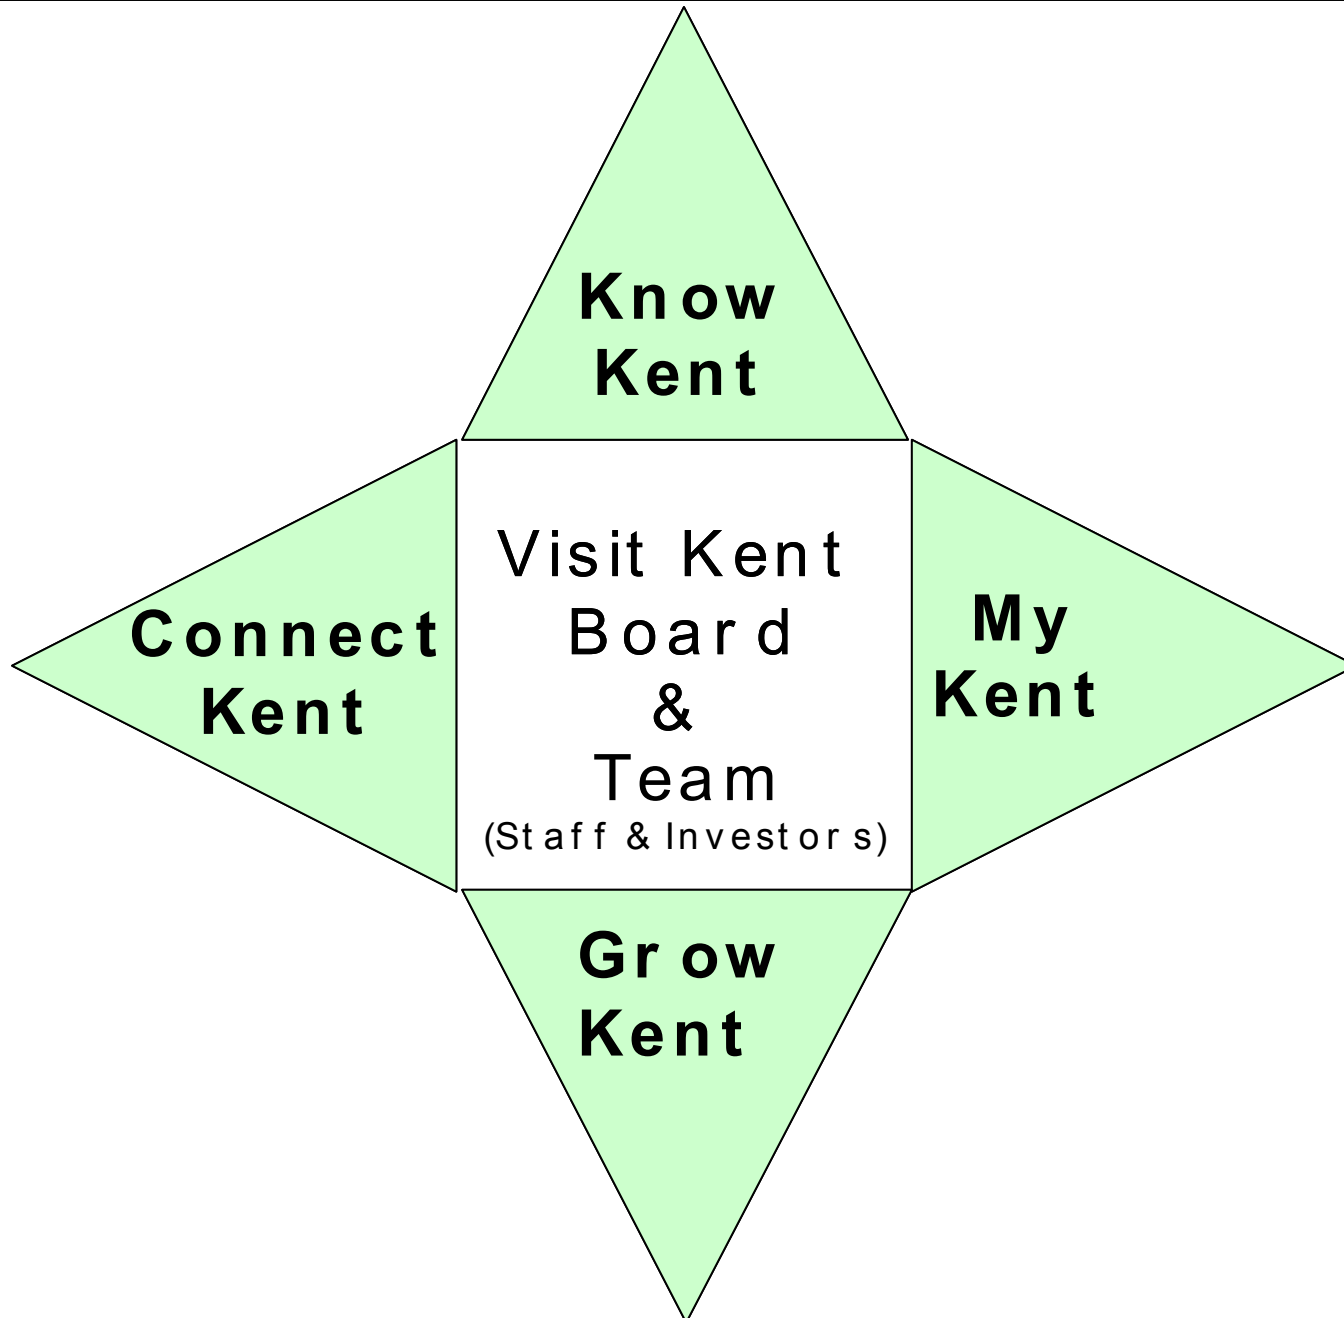 Know
Kent
Connect
Kent
Visit Kent
Board
&
Team
(Staff & Investors)
My
Kent
Grow
Kent